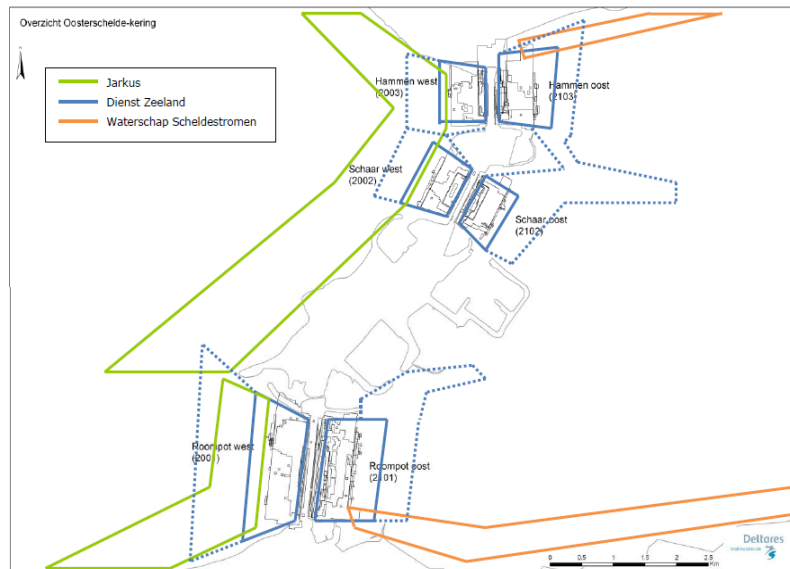 Overzicht Oosterschelde-kering
Jarkus
Dienst Zeeland
Waterschap Scheldestromen
Hammen west
(2003)
Hammen oost
(2103)
Schaar west
(2002)
Schaar oost
(2102)
Roompot west
(2001)
Roompot oost
(2101)
Deltares
0 0.5 1 1.5 2 2.5
Km